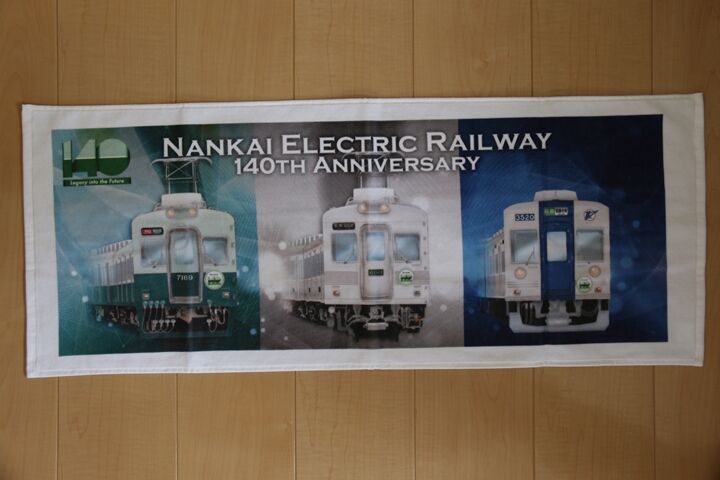 NANKAI ELECTRIC RAILWAY
140TH ANNIVERSARY
140
Legacy into the Future
7169
3520